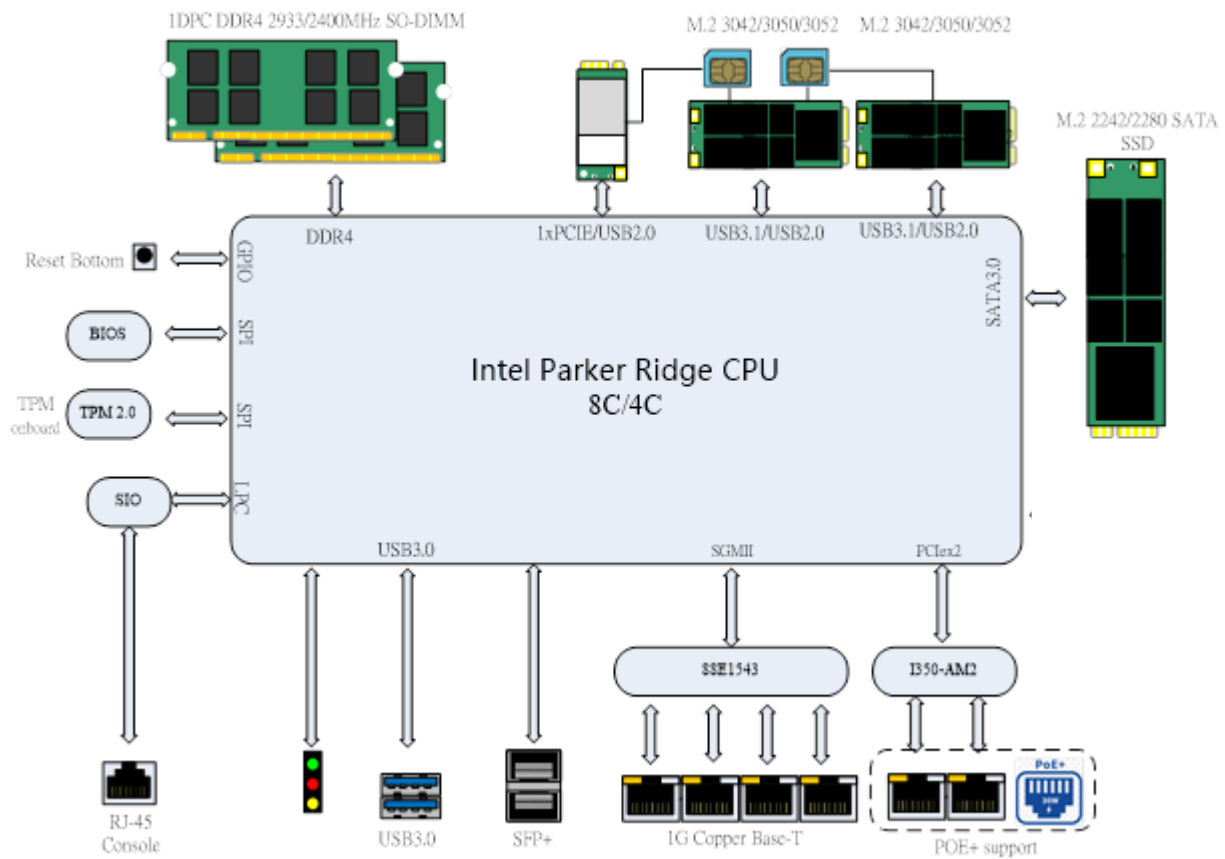 1DPC DDR4 2933/2400MHz SO-DIMM
M.2 3042/3050/3052
M.2 3042/3050/3052
M.2 2242/2280 SATA
SSD
DDR4
1xPCIE/USB2.0
USB3.1/USB2.0
USB3.1/USB2.0
Reset Bottom
GPIO
SATA3.0
BIOS
SPI
Intel Parker Ridge CPU
8C/4C
TPM
onboard
TPM 2.0
SPI
SIO
LPC
USB3.0
SGMII
PCIex2
88E1543
I350-AM2
PoE+
30W
RJ-45
Console
USB3.0
SFP+
1G Copper Base-T
POE+ support